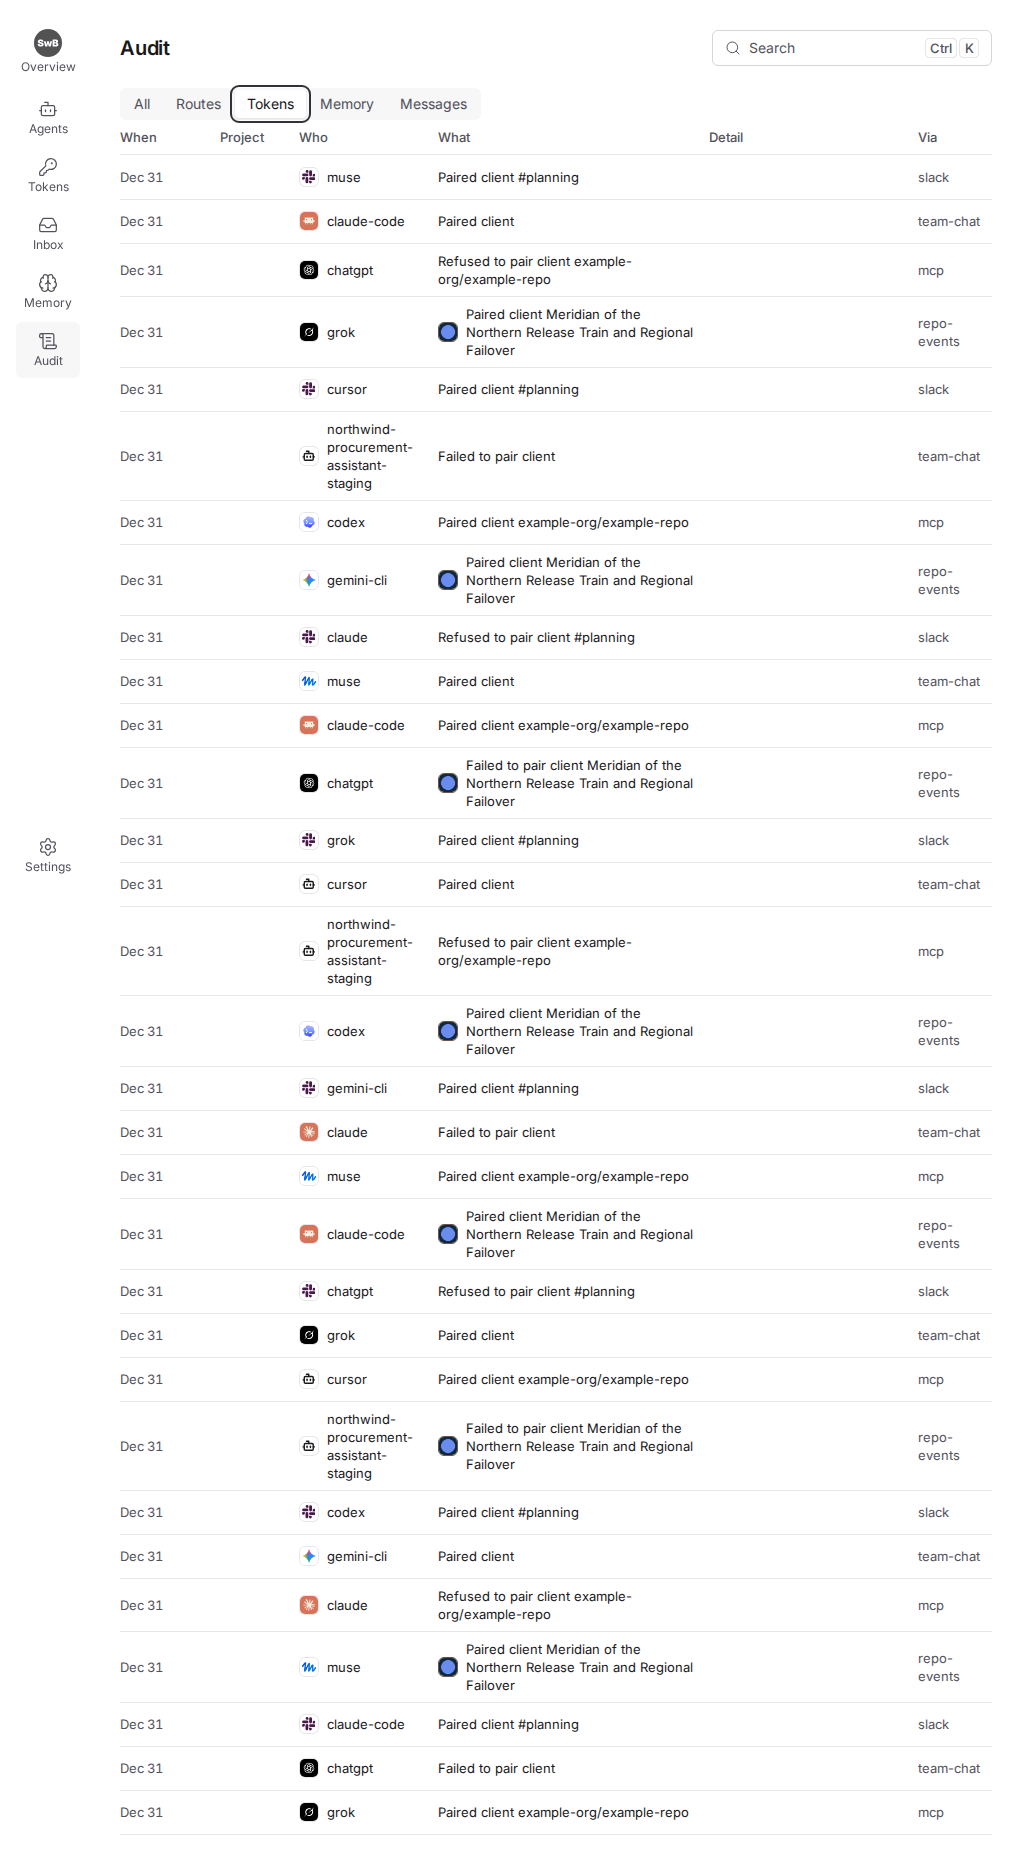 SwB
Overview
Agents
Tokens
Inbox
Memory
Audit
Settings
Audit
Search
Ctrl K
All Routes Tokens Memory Messages
When Project Who What Detail Via
Dec 31 muse Paired client #planning slack
Dec 31 claude-code Paired client team-chat
Dec 31 chatgpt Refused to pair client example-
org/example-repo mcp
Dec 31 grok Paired client Meridian of the
Northern Release Train and Regional
Failover repo-
events
Dec 31 cursor Paired client #planning slack
Dec 31 northwind-
procurement-
assistant-
staging Failed to pair client team-chat
Dec 31 codex Paired client example-org/example-repo mcp
Dec 31 gemini-cli Paired client Meridian of the
Northern Release Train and Regional
Failover repo-
events
Dec 31 claude Refused to pair client #planning slack
Dec 31 muse Paired client team-chat
Dec 31 claude-code Paired client example-org/example-repo mcp
Dec 31 chatgpt Failed to pair client Meridian of the
Northern Release Train and Regional
Failover repo-
events
Dec 31 grok Paired client #planning slack
Dec 31 cursor Paired client team-chat
Dec 31 northwind-
procurement-
assistant-
staging Refused to pair client example-
org/example-repo mcp
Dec 31 codex Paired client Meridian of the
Northern Release Train and Regional
Failover repo-
events
Dec 31 gemini-cli Paired client #planning slack
Dec 31 claude Failed to pair client team-chat
Dec 31 muse Paired client example-org/example-repo mcp
Dec 31 claude-code Paired client Meridian of the
Northern Release Train and Regional
Failover repo-
events
Dec 31 chatgpt Refused to pair client #planning slack
Dec 31 grok Paired client team-chat
Dec 31 cursor Paired client example-org/example-repo mcp
Dec 31 northwind-
procurement-
assistant-
staging Failed to pair client Meridian of the
Northern Release Train and Regional
Failover repo-
events
Dec 31 codex Paired client #planning slack
Dec 31 gemini-cli Paired client team-chat
Dec 31 claude Refused to pair client example-
org/example-repo mcp
Dec 31 muse Paired client Meridian of the
Northern Release Train and Regional
Failover repo-
events
Dec 31 claude-code Paired client #planning slack
Dec 31 chatgpt Failed to pair client team-chat
Dec 31 grok Paired client example-org/example-repo mcp